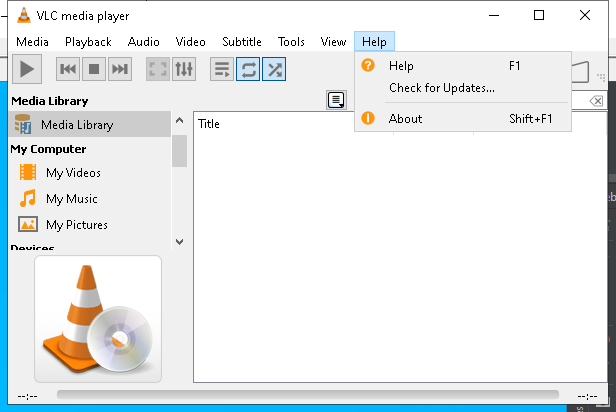 VLC media player
Media Playback Audio Video Subtitle Tools View Help
Help F1
Check for Updates...
About Shift+F1
Media Library
Media Library
My Computer
My Videos
My Music
My Pictures
Devices
Title
--:-- --:--